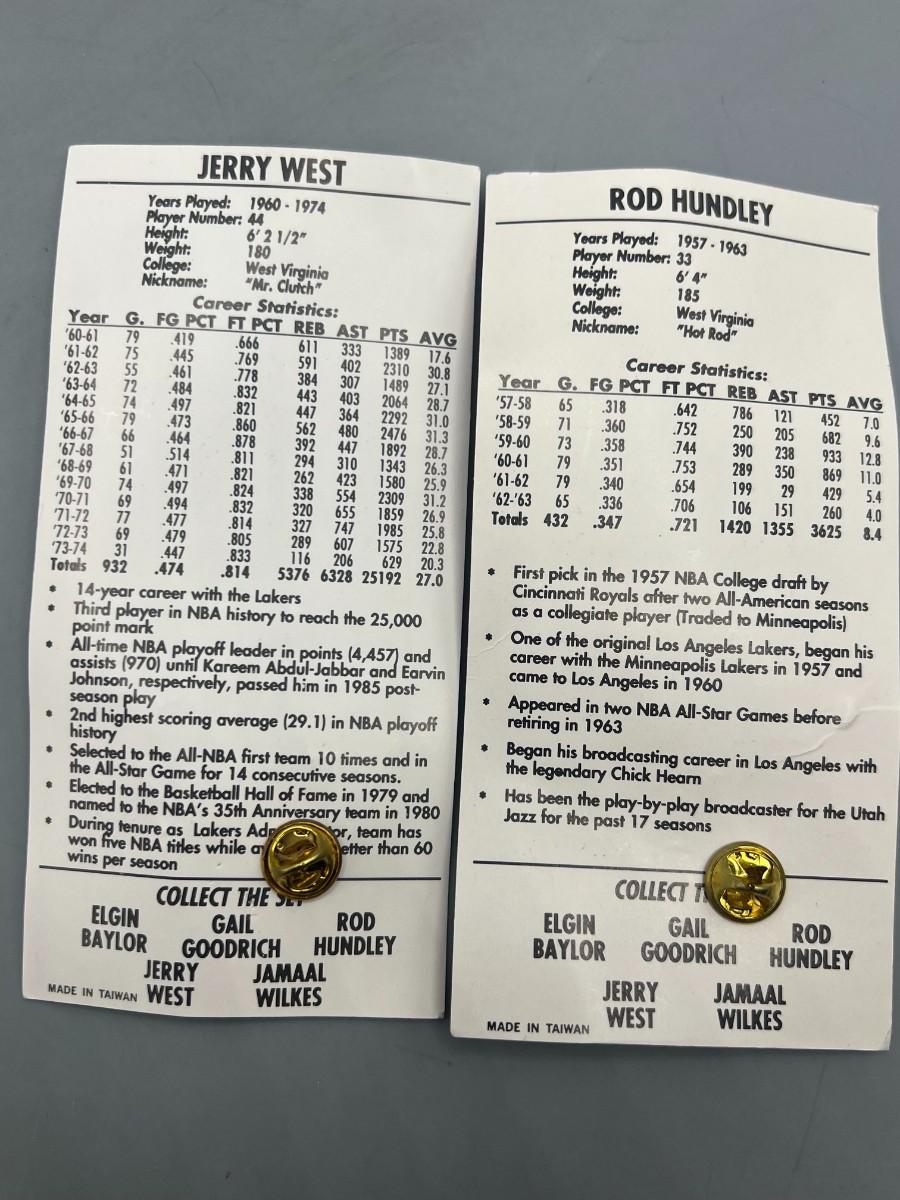 JERRY WEST
Years Played: 1960 - 1974
Player Number: 44
Height: 6' 2 1/2"
Weight: 180
College: West Virginia
Nickname: "Mr. Clutch"
Career Statistics:
Year G. FG PCT FT PCT REB AST PTS AVG
'60-61 79 .419 .666 611 333 1389 17.6
'61-62 75 .445 .769 591 402 2310 30.8
'62-63 55 .461 .778 384 307 1489 27.1
'63-64 72 .484 .832 443 403 2064 28.7
'64-65 74 .497 .821 447 364 2292 31.0
'65-66 79 .473 .860 562 480 2476 31.3
'66-67 66 .464 .878 392 447 1892 28.7
'67-68 51 .514 .811 294 310 1343 26.3
'68-69 61 .471 .821 262 423 1580 25.9
'69-70 74 .497 .824 338 554 2309 31.2
'70-71 69 .494 .832 320 655 1859 26.9
'71-72 77 .477 .814 327 747 1985 25.8
'72-73 69 .479 .805 289 607 1575 22.8
'73-74 31 .447 .833 116 206 629 20.3
Totals 932 .474 .814 5376 6328 25192 27.0
* 14-year career with the Lakers
* Third player in NBA history to reach the 25,000
point mark
* All-time NBA playoff leader in points (4,457) and
assists (970) until Kareem Abdul-Jabbar and Earvin
Johnson, respectively, passed him in 1985 post-
season play
* 2nd highest scoring average (29.1) in NBA playoff
history
* Selected to the All-NBA first team 10 times and in
the All-Star Game for 14 consecutive seasons.
* Elected to the Basketball Hall of Fame in 1979 and
named to the NBA's 35th Anniversary team in 1980
* During tenure as Lakers or, team has
won five NBA titles while etter than 60
wins per season
COLLECT THE SET
ELGIN BAYLOR
GAIL GOODRICH
ROD HUNDLEY
JERRY WEST
JAMAAL WILKES
MADE IN TAIWAN
ROD HUNDLEY
Years Played: 1957 - 1963
Player Number: 33
Height: 6' 4"
Weight: 185
College: West Virginia
Nickname: "Hot Rod"
Career Statistics:
Year G. FG PCT FT PCT REB AST PTS AVG
'57-58 65 .318 .642 786 121 452 7.0
'58-59 71 .360 .752 250 205 682 9.6
'59-60 73 .358 .744 390 238 933 12.8
'60-61 79 .351 .753 289 350 869 11.0
'61-62 79 .340 .654 199 29 429 5.4
'62-'63 65 .336 .706 106 151 260 4.0
Totals 432 .347 .721 1420 1355 3625 8.4
* First pick in the 1957 NBA College draft by
Cincinnati Royals after two All-American seasons
as a collegiate player (Traded to Minneapolis)
* One of the original Los Angeles Lakers, began his
career with the Minneapolis Lakers in 1957 and
came to Los Angeles in 1960
* Appeared in two NBA All-Star Games before
retiring in 1963
* Began his broadcasting career in Los Angeles with
the legendary Chick Hearn
* Has been the play-by-play broadcaster for the Utah
Jazz for the past 17 seasons
COLLECT
ELGIN BAYLOR
GAIL GOODRICH
ROD HUNDLEY
JERRY WEST
JAMAAL WILKES
MADE IN TAIWAN